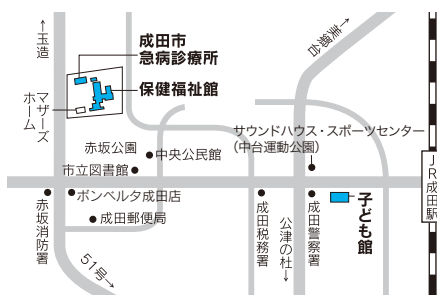 ←玉造
成田市
急病診療所
保健福祉館
マザーズ
ホーム
←美郷台
赤坂公園
中央公民館
市立図書館
サウンドハウス・スポーツセンター
(中台運動公園)
JR成田駅
赤坂消防署
ボンベルタ成田店
成田郵便局
成田税務署
公津の杜→
成田警察署
子ども館
51号→